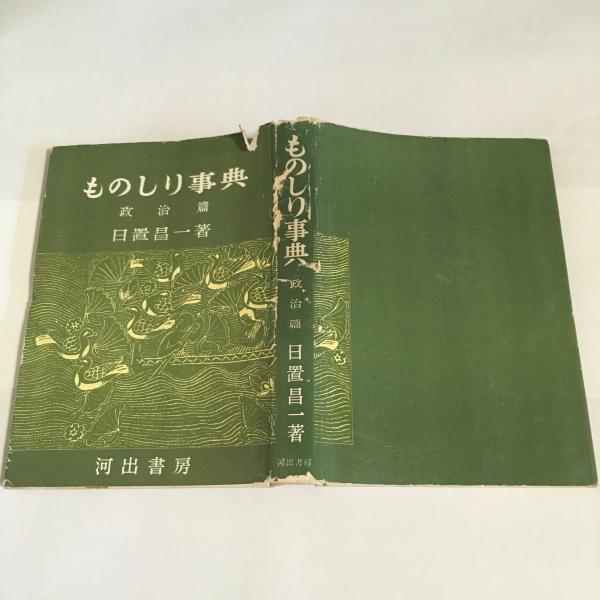 ものしり事典
政治篇
日置昌一著
河出書房
ものしり事典
政治篇
日置昌一著
河出書房